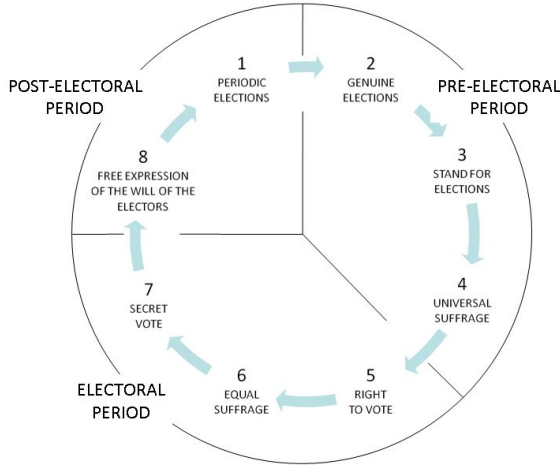 1
PERIODIC
ELECTIONS
2
GENUINE
ELECTIONS
POST-ELECTORAL
PERIOD
PRE-ELECTORAL
PERIOD
8
FREE EXPRESSION
OF THE WILL OF THE
ELECTORS
3
STAND FOR
ELECTIONS
7
SECRET
VOTE
4
UNIVERSAL
SUFFRAGE
ELECTORAL
PERIOD
6
EQUAL
SUFFRAGE
5
RIGHT
TO VOTE